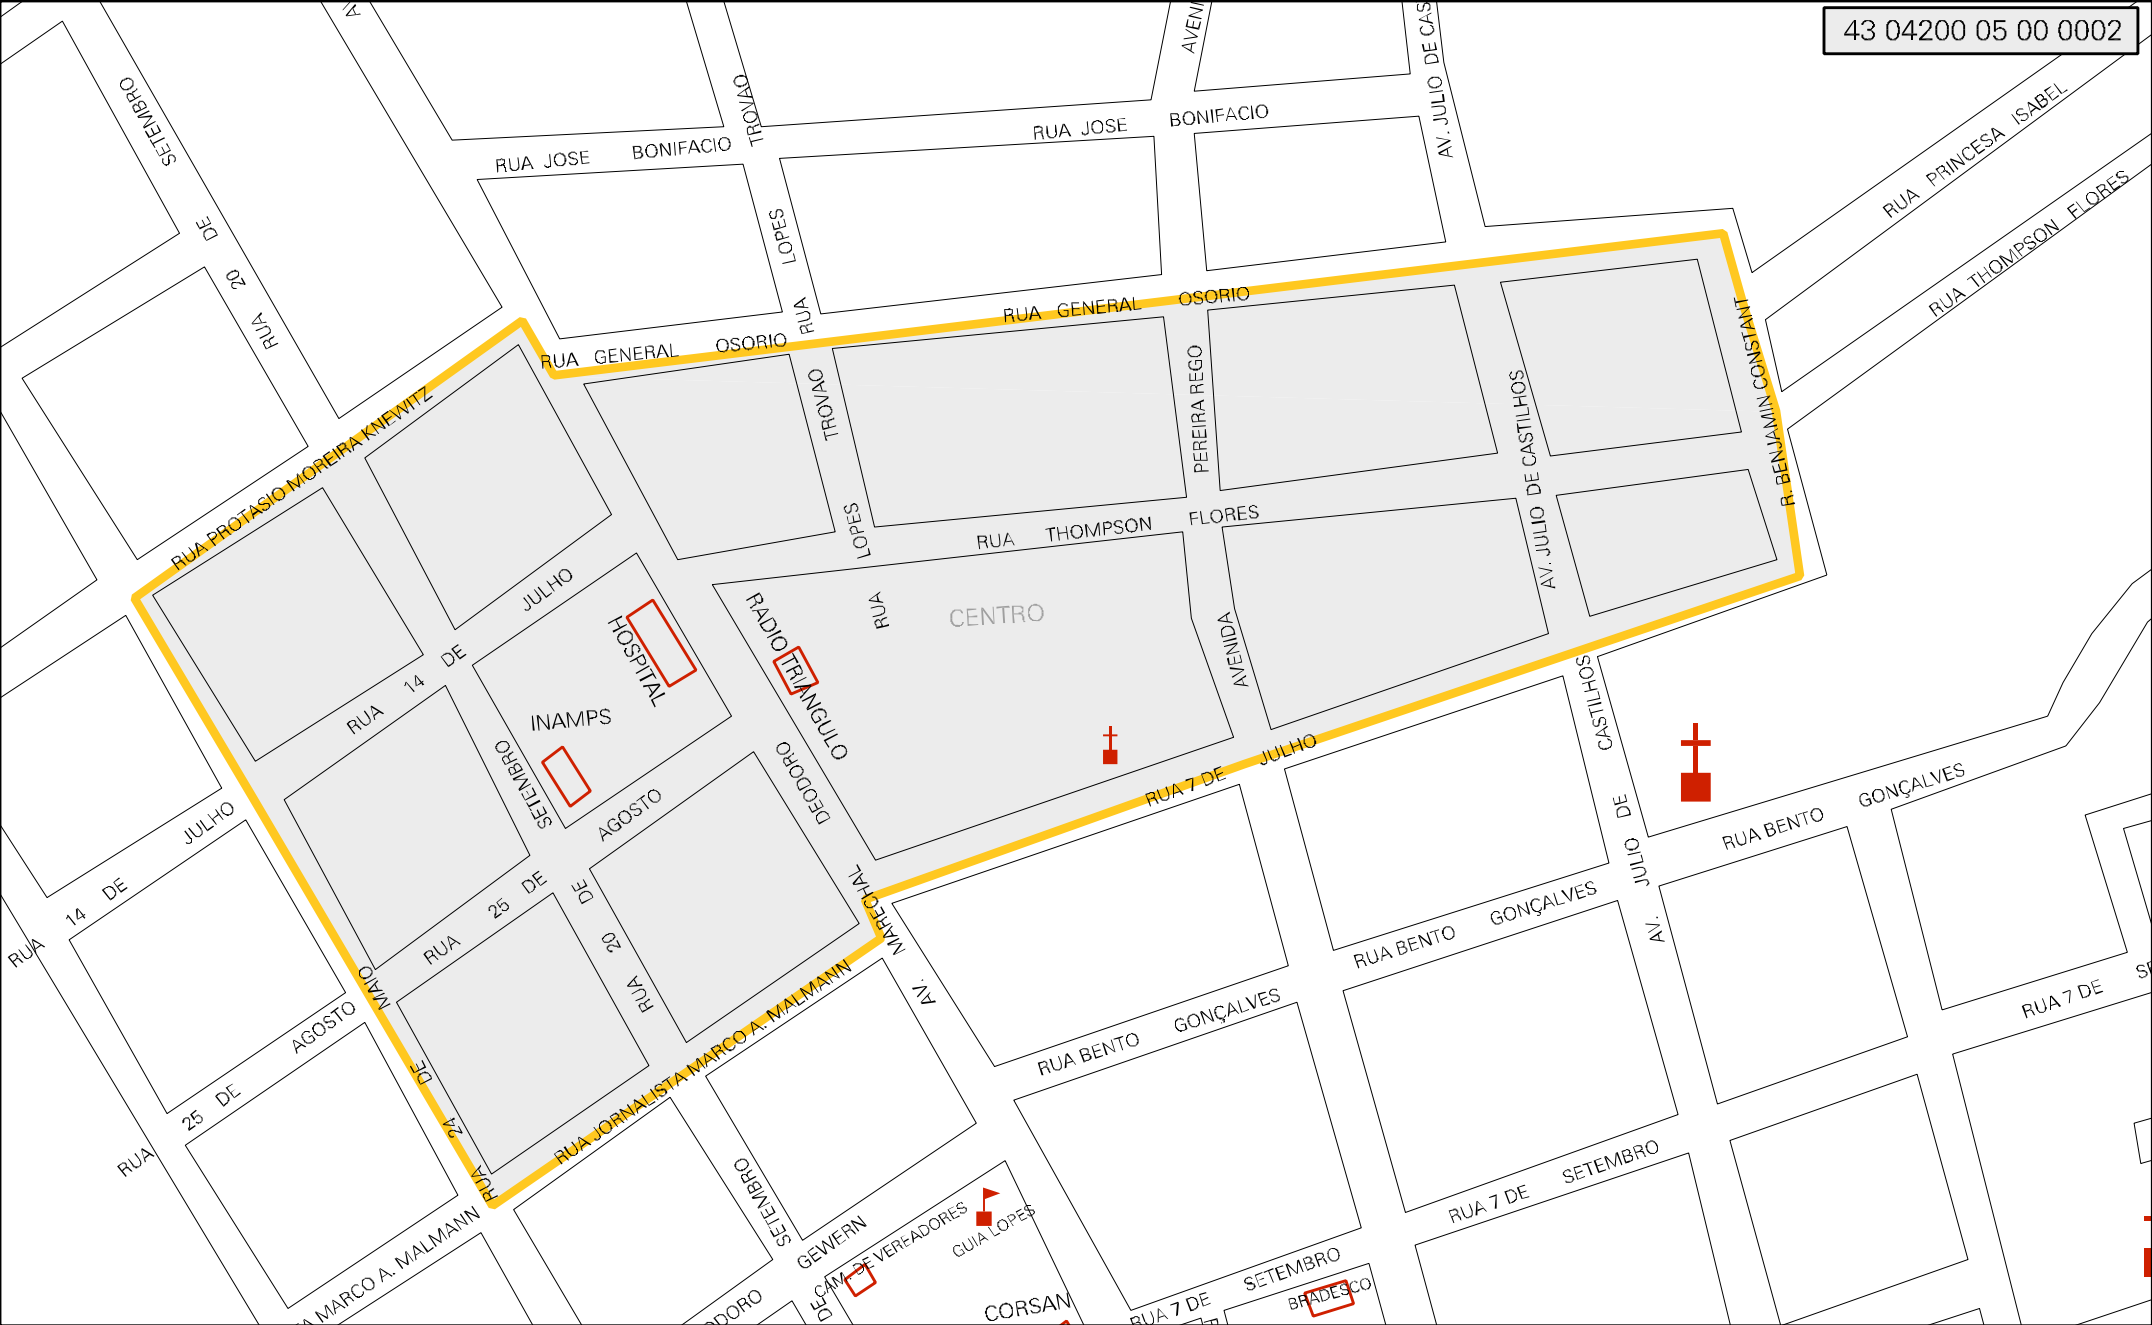 43 04200 05 00 0002
SETEMBRO
DE
20
RUA
TROVAO
LOPES
RUA
RUA JOSE BONIFACIO
RUA JOSE BONIFACIO
AV. JULIO DE CAS
AVENI
RUA PRINCESA ISABEL
RUA THOMPSON FLORES
RUA GENERAL OSORIO
RUA GENERAL OSORIO
R. BENJAMIN CONSTANT
RUA PROTASIO MOREIRA KNEWITZ
TROVAO
LOPES
RUA
PEREIRA REGO
AVENIDA
AV. JULIO DE CASTILHOS
RUA THOMPSON FLORES
CENTRO
RUA 14 DE JULHO
HOSPITAL
RADIO TRIANGULO
INAMPS
SETEMBRO
DE
20
RUA
RUA 25 DE AGOSTO
DEODORO
MARECHAL
AV.
RUA 7 DE JULHO
CASTILHOS
DE
JULIO
AV.
RUA BENTO GONÇALVES
RUA BENTO GONÇALVES
RUA BENTO GONÇALVES
RUA 14 DE JULHO
RUA 25 DE AGOSTO
MAIO
DE
24
RUA
RUA JORNALISTA MARCO A. MALMANN
MARCO A. MALMANN
SETEMBRO
DE
GEWERN
ODORO
CAM. DE VEREADORES
GUIA LOPES
CORSAN
RUA 7 DE SETEMBRO
BRADESCO
RUA 7 DE SETEMBRO
RUA 7 DE